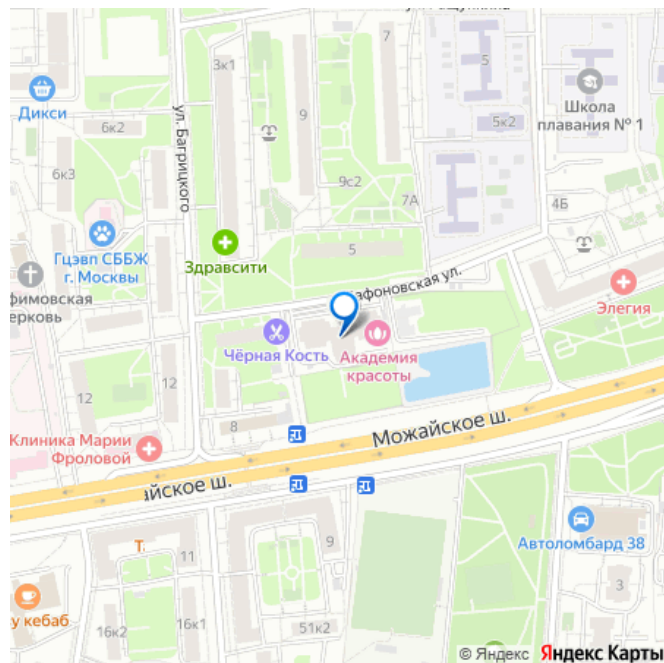 3к1
5
Дикси
ул. Багрицкого
9
Школа
плавания № 1
6к2
5к2
6к3
9с2
7А
4Б
Гцэвп СББЖ
г. Москвы
Здравсити
5
фимовская
ерковь
афоновская ул.
Элегия
Чёрная Кость
Академия
красоты
12
12
8
Можайское ш.
Клиника Марии
Фроловой
айское ш.
Т.
11
9
Автоломбард 38
3
у кебаб
16к2
16к1
51к2
© Яндекс Яндекс Карты